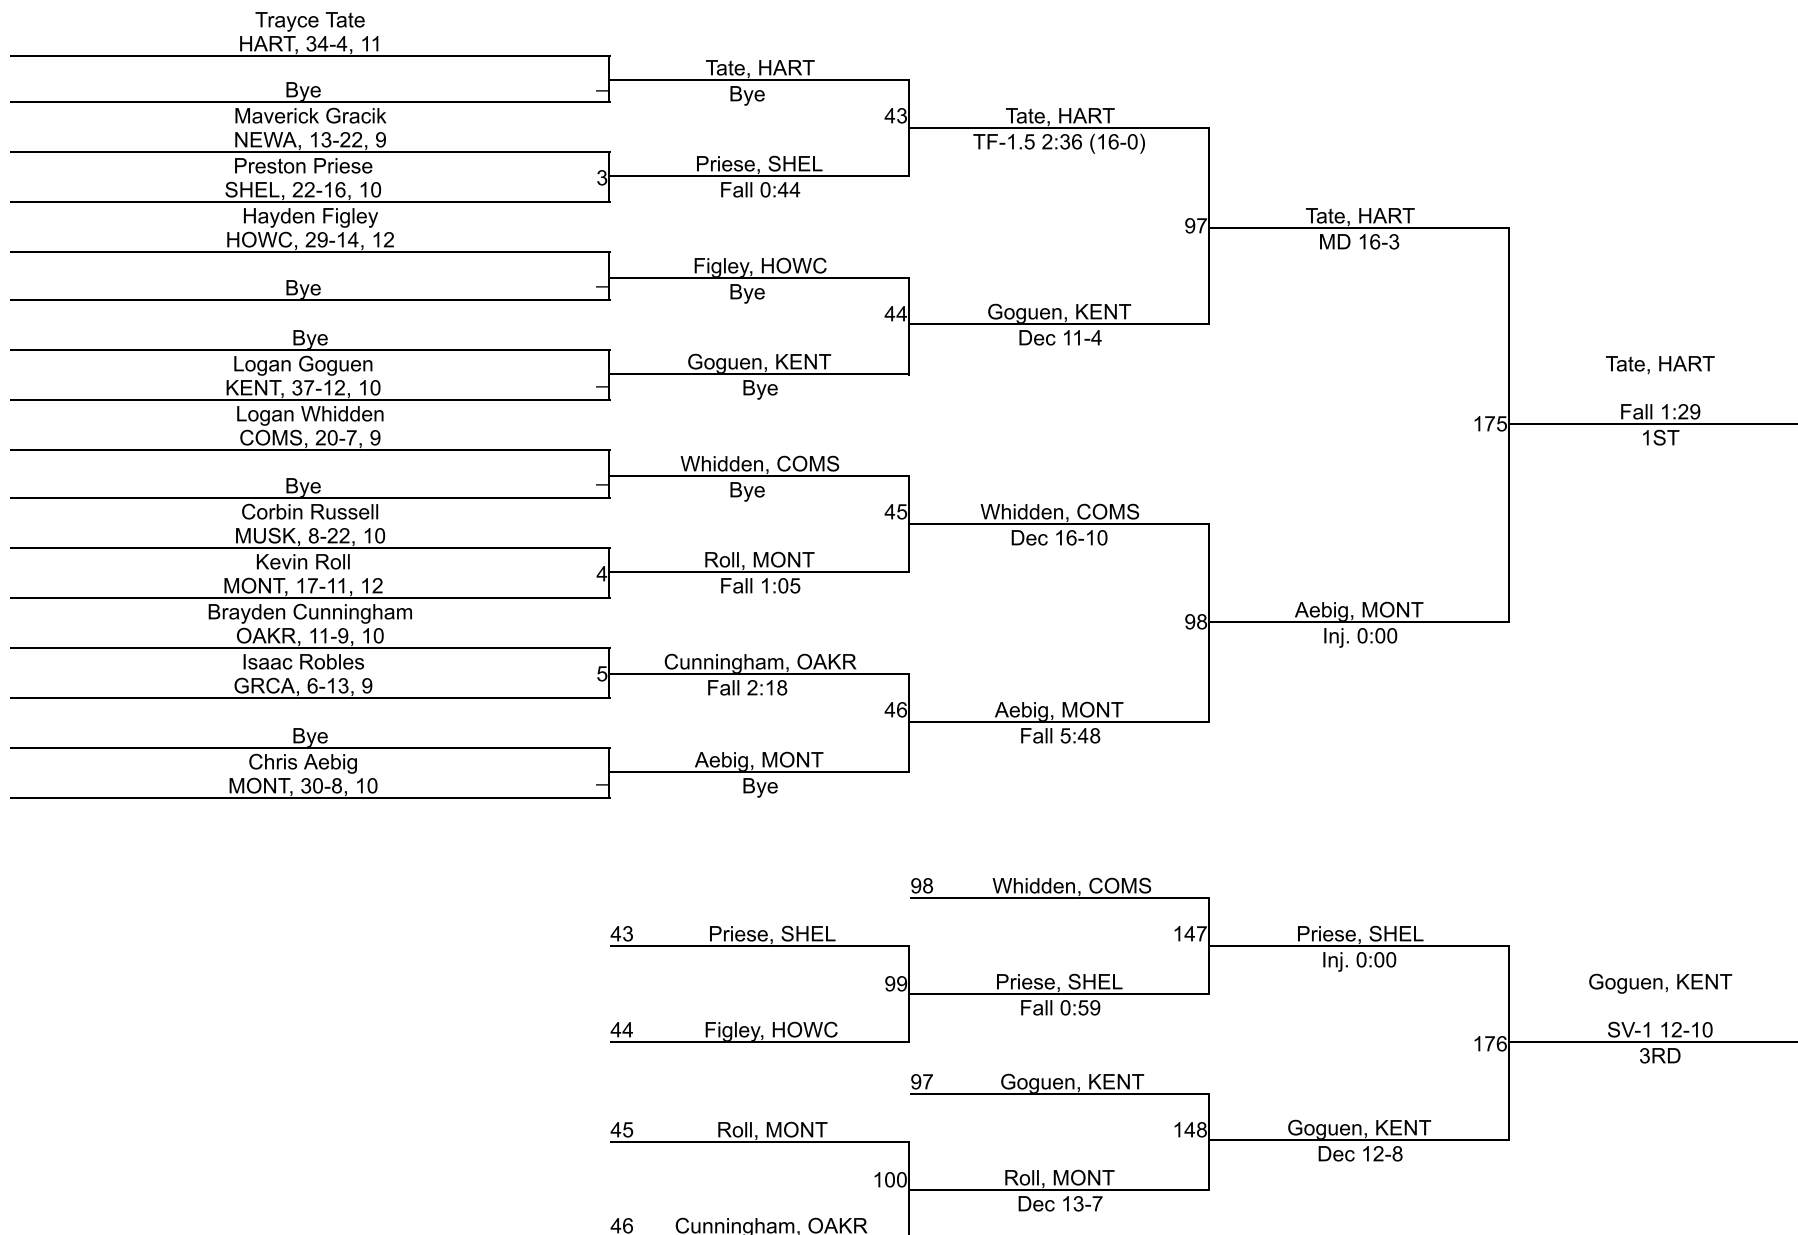 Trayce Tate
HART, 34-4, 11
Bye
Maverick Gracik
NEWA, 13-22, 9
Preston Priese
SHEL, 22-16, 10
3
Hayden Figley
HOWC, 29-14, 12
Bye
Bye
Logan Goguen
KENT, 37-12, 10
Logan Whidden
COMS, 20-7, 9
Bye
Corbin Russell
MUSK, 8-22, 10
Kevin Roll
MONT, 17-11, 12
4
Brayden Cunningham
OAKR, 11-9, 10
Isaac Robles
GRCA, 6-13, 9
5
Bye
Chris Aebig
MONT, 30-8, 10
Tate, HART
Bye
43
Priese, SHEL
Fall 0:44
Figley, HOWC
Bye
44
Goguen, KENT
Bye
Whidden, COMS
Bye
45
Roll, MONT
Fall 1:05
Cunningham, OAKR
Fall 2:18
46
Aebig, MONT
Bye
Tate, HART
TF-1.5 2:36 (16-0)
97
Goguen, KENT
Dec 11-4
Whidden, COMS
Dec 16-10
98
Aebig, MONT
Fall 5:48
Tate, HART
MD 16-3
175
Aebig, MONT
Inj. 0:00
Tate, HART
Fall 1:29
1ST
98 Whidden, COMS
43 Priese, SHEL
147
99
Priese, SHEL
Fall 0:59
44 Figley, HOWC
97 Goguen, KENT
45 Roll, MONT
148
100
Roll, MONT
Dec 13-7
46 Cunningham, OAKR
Priese, SHEL
Inj. 0:00
176
Goguen, KENT
Dec 12-8
Goguen, KENT
SV-1 12-10
3RD